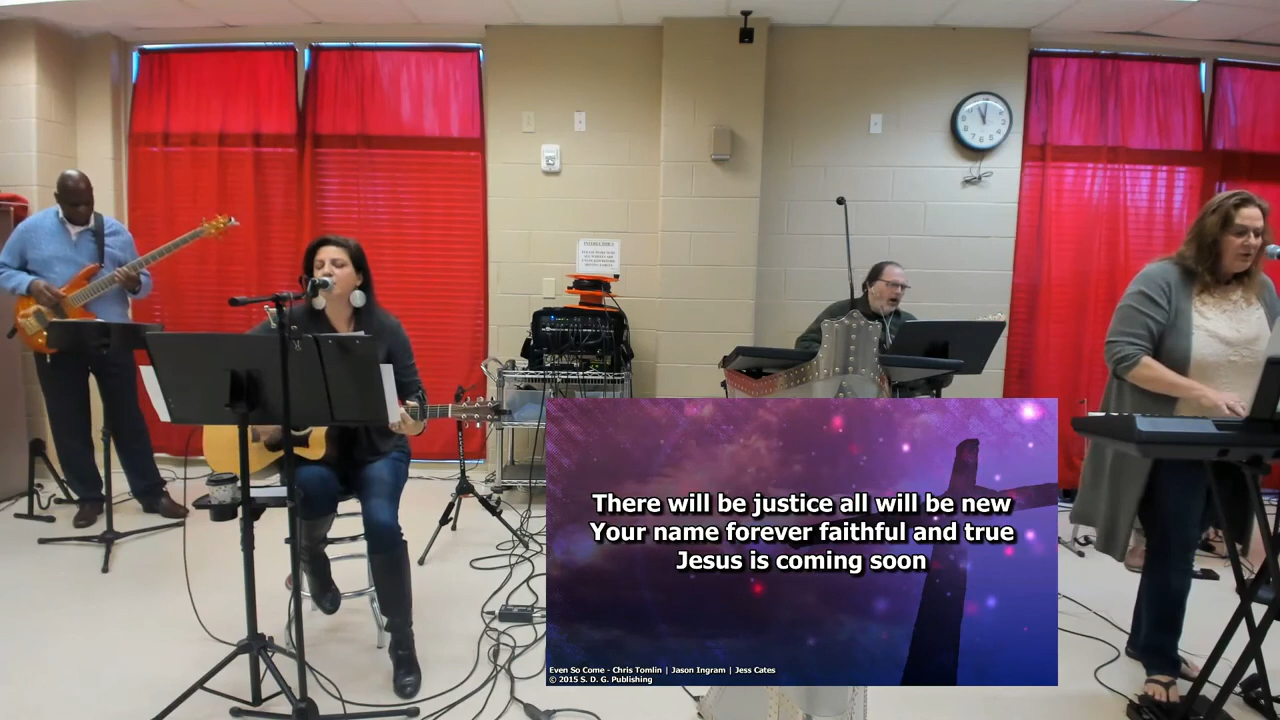 There will be justice all will be new
Your name forever faithful and true
Jesus is coming soon
Even So Come - Chris Tomlin | Jason Ingram | Jess Cates
© 2015 S. D. G. Publishing